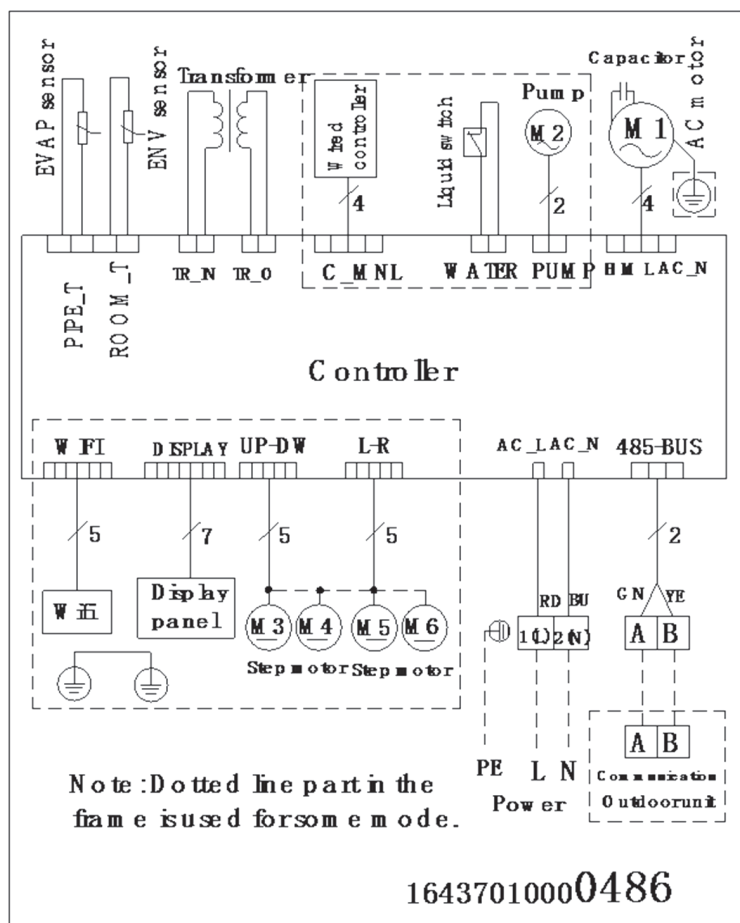 EVAP sensor
ENV sensor
Transformer
Wired
controller
4
Liquid switch
Pump
M2
2
Capacitor
M1
4
AC motor
PIPE_T
ROOM_T
TR_IN
TR_O
C_MNL
WATER
PUMP
HMLAC_N
Controller
WIFI
DISPLAY
UP-DW
L-R
AC_L
AC_N
485-BUS
5
7
5
5
2
Wifi
Display
panel
M3
M4
M5
M6
Step motor
Step motor
RD
BU
1(L)
2(N)
GN
YE
A
B
A
B
Communication
Outdoor unit
PE
L
N
Power
Note:Dotted line part in the
frame is used for some mode.
16437010000486